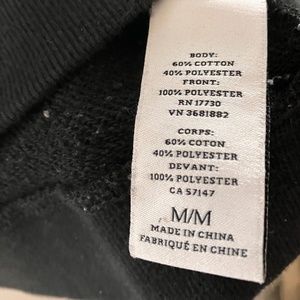 BODY:
60% COTTON
40% POLYESTER
FRONT:
100% POLYESTER
RN 17730
VN 3681882
CORPS:
60% COTON
40% POLYESTER
DEVANT:
100% POLYESTER
CA 57147
M/M
MADE IN CHINA
FABRIQUÉ EN CHINE